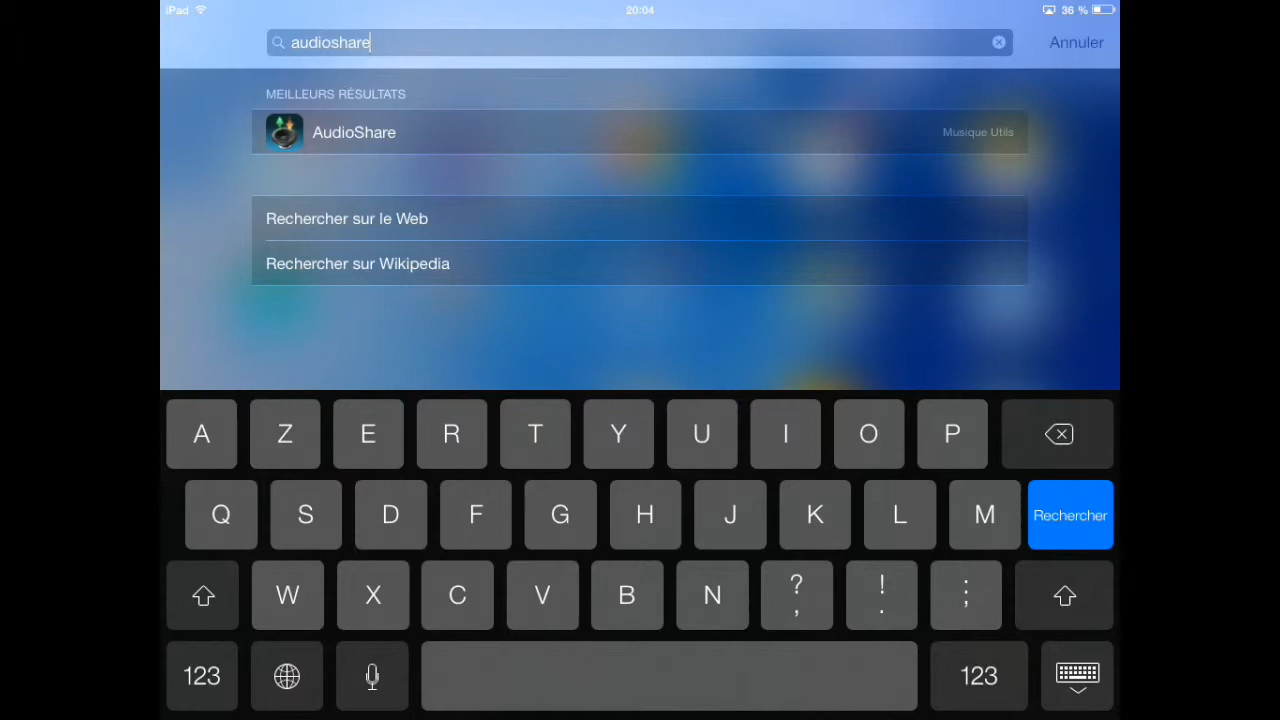 iPad 20:04 36 %
audioshare Annuler
MEILLEURS RÉSULTATS
AudioShare Musique Utils
Rechercher sur le Web
Rechercher sur Wikipedia
A Z E R T Y U I O P
Q S D F G H J K L M Rechercher
W X C V B N ? , ! . ; :
123 123